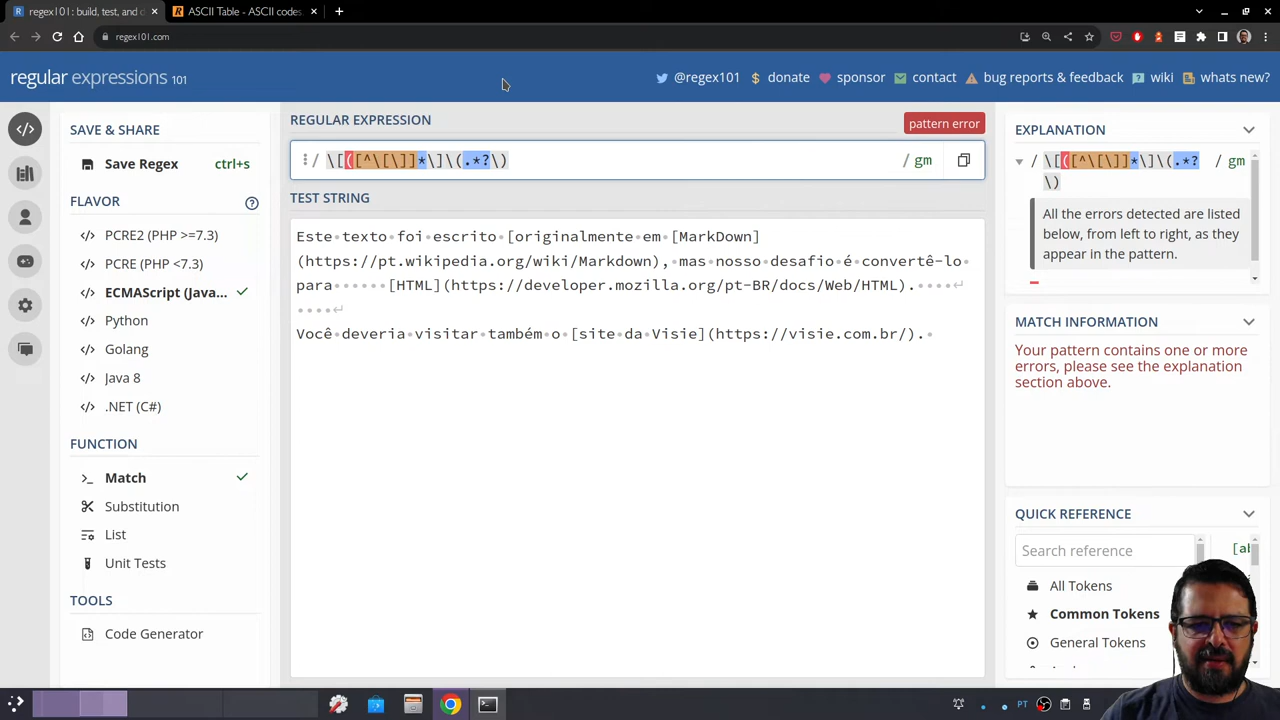 regex101: build, test, and d
ASCII Table - ASCII codes,
regex101.com
regular expressions 101
@regex101
donate
sponsor
contact
bug reports & feedback
wiki
whats new?
SAVE & SHARE
Save Regex
ctrl+s
FLAVOR
PCRE2 (PHP >=7.3)
PCRE (PHP <7.3)
ECMAScript (Java...
Python
Golang
Java 8
.NET (C#)
FUNCTION
Match
Substitution
List
Unit Tests
TOOLS
Code Generator
REGULAR EXPRESSION
pattern error
/ \[([^\[\]]*\]\(.*?\)
/ gm
TEST STRING
Este texto foi escrito [originalmente em [MarkDown]
(https://pt.wikipedia.org/wiki/Markdown), mas nosso desafio é convertê-lo
para······[HTML](https://developer.mozilla.org/pt-BR/docs/Web/HTML).····↵
····↵
Você deveria visitar também o [site da Visie](https://visie.com.br/).·
EXPLANATION
/ \[([^\[\]]*\]\(.*?
\)
/ gm
All the errors detected are listed
below, from left to right, as they
appear in the pattern.
MATCH INFORMATION
Your pattern contains one or more
errors, please see the explanation
section above.
QUICK REFERENCE
Search reference
All Tokens
Common Tokens
General Tokens
PT